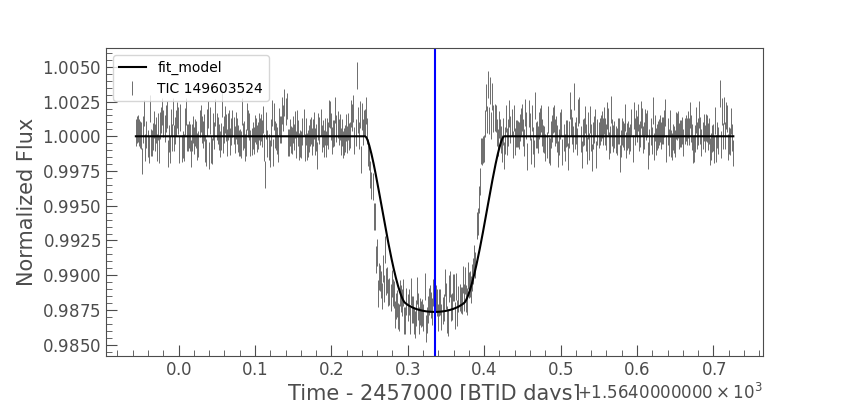 fit_model
TIC 149603524
1.0050
1.0025
1.0000
0.9975
0.9950
0.9925
0.9900
0.9875
0.9850
Normalized Flux
0.0 0.1 0.2 0.3 0.4 0.5 0.6 0.7
Time - 2457000 [BTJD days]
+1.5640000000 × 10³